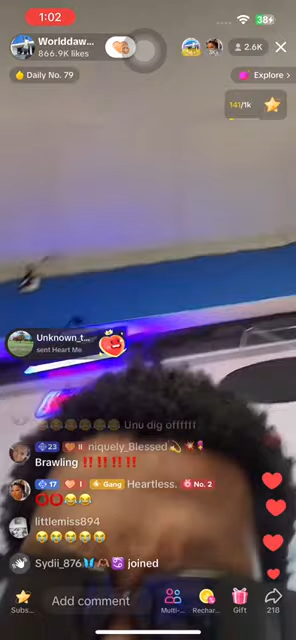 1:02
38
Worlddaw...
866.9K likes
2.6K
Daily No. 79
Explore >
141/1k
Unknown_t...
sent Heart Me
😭😭😭😭😭😭 Unu dig offffff
23 II niquely_Blessed
Brawling ‼️‼️‼️‼️
17 I Gang Heartless. No. 2
⭕⭕😂😂
littlemiss894
😭😭😭😭😭
Sydii_876 joined
Subs...
Add comment
Multi-...
Rechar...
Gift
218